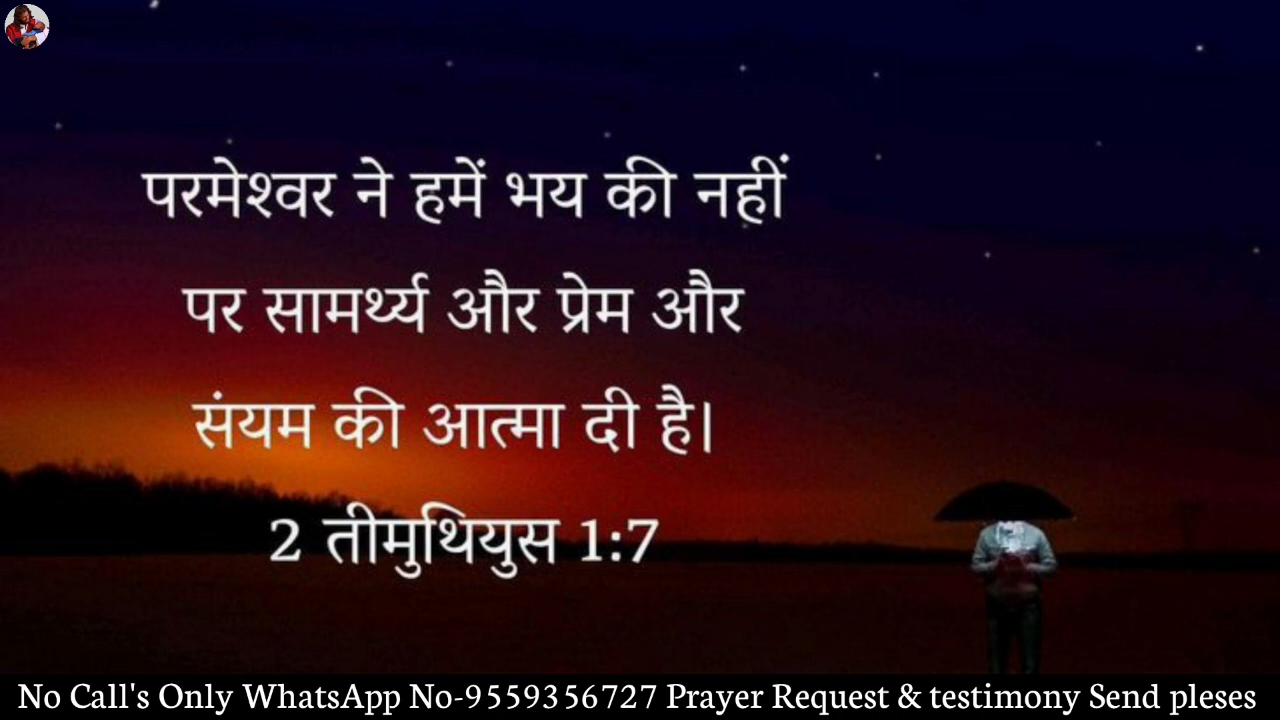 परमेश्वर ने हमें भय की नहीं
पर सामर्थ्य और प्रेम और
संयम की आत्मा दी है।
2 तीमुथियुस 1:7
No Call's Only WhatsApp No-9559356727 Prayer Request & testimony Send pleses